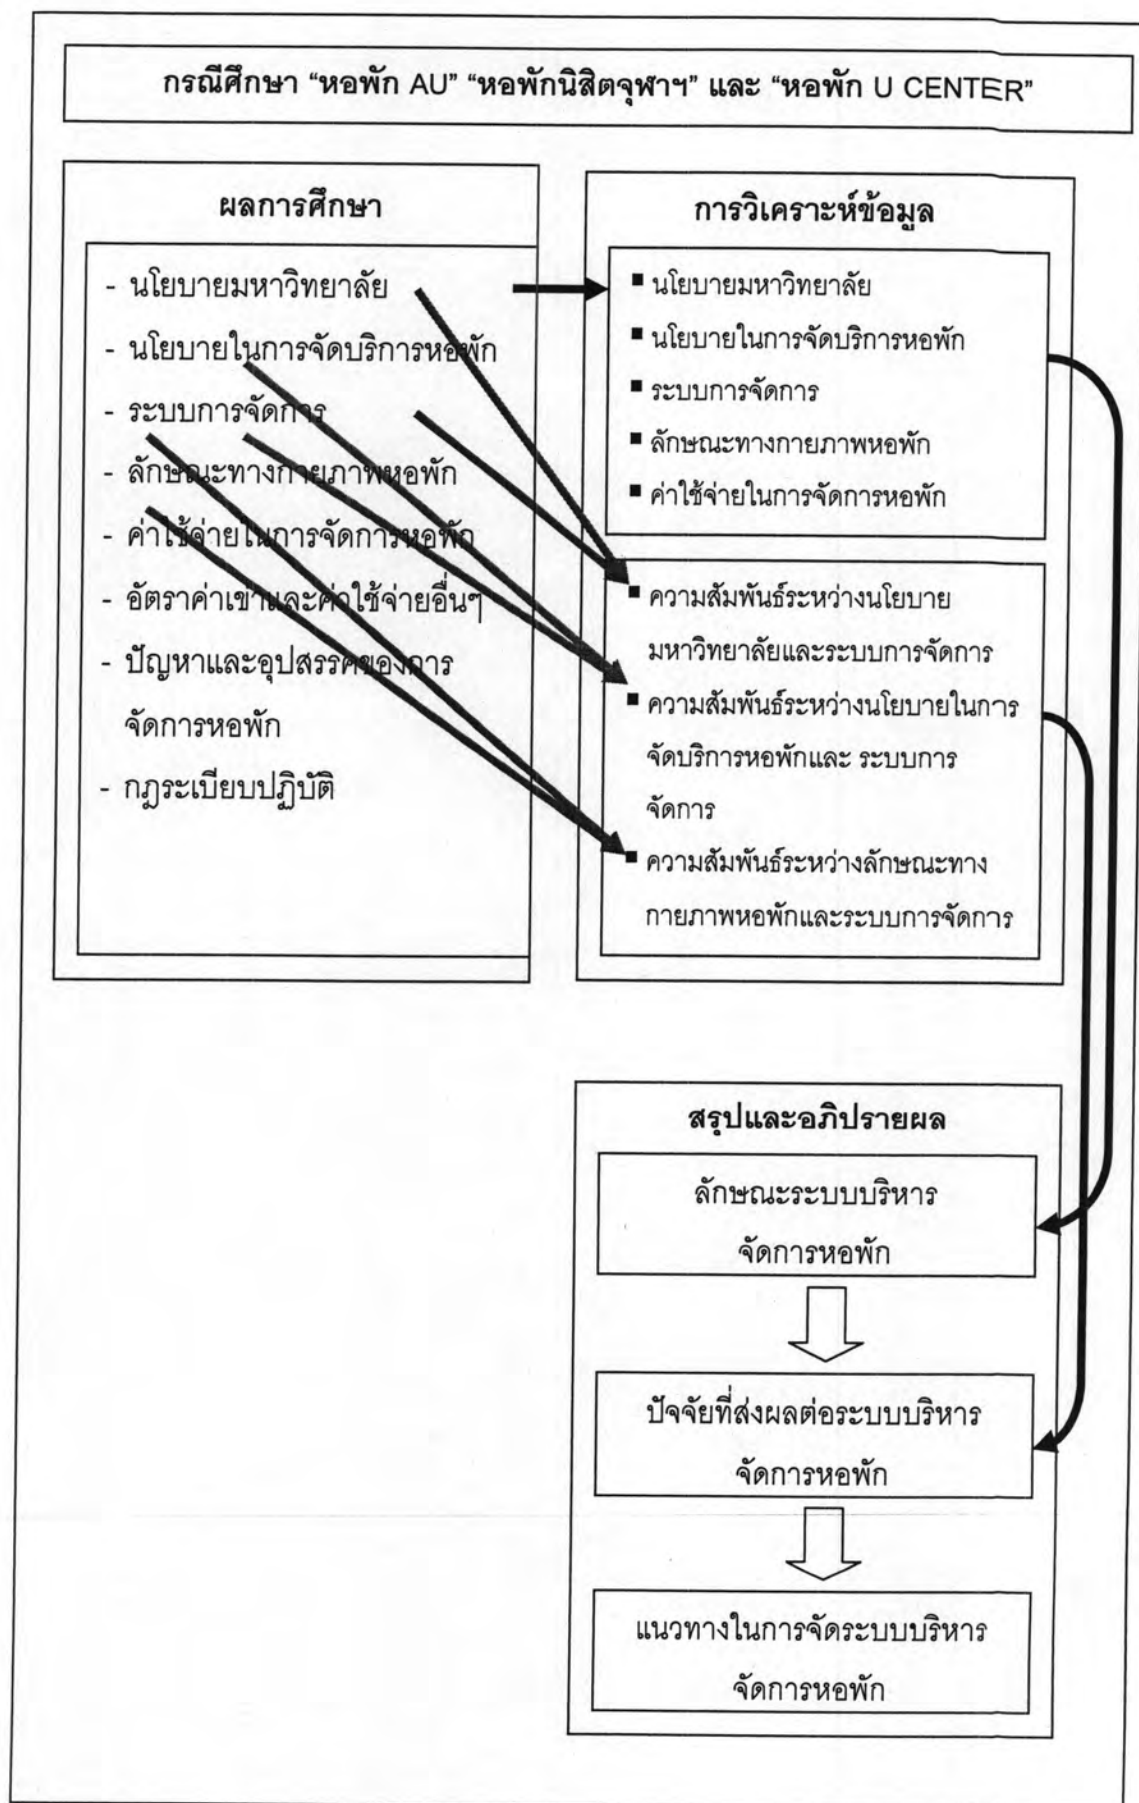 กรณีศึกษา “หอพัก AU” “หอพักนิสิตจุฬาฯ” และ “หอพัก U CENTER”
ผลการศึกษา
- นโยบายมหาวิทยาลัย
- นโยบายในการจัดบริการหอพัก
- ระบบการจัดการ
- ลักษณะทางกายภาพหอพัก
- ค่าใช้จ่ายในการจัดการหอพัก
- อัตราค่าเช่าและค่าใช้จ่ายอื่นๆ
- ปัญหาและอุปสรรคของการ
จัดการหอพัก
- กฎระเบียบปฏิบัติ
การวิเคราะห์ข้อมูล
▪ นโยบายมหาวิทยาลัย
▪ นโยบายในการจัดบริการหอพัก
▪ ระบบการจัดการ
▪ ลักษณะทางกายภาพหอพัก
▪ ค่าใช้จ่ายในการจัดการหอพัก
▪ ความสัมพันธ์ระหว่างนโยบาย
มหาวิทยาลัยและระบบการจัดการ
▪ ความสัมพันธ์ระหว่างนโยบายในการ
จัดบริการหอพักและ ระบบการ
จัดการ
▪ ความสัมพันธ์ระหว่างลักษณะทาง
กายภาพหอพักและระบบการจัดการ
สรุปและอภิปรายผล
ลักษณะระบบบริหาร
จัดการหอพัก
ปัจจัยที่ส่งผลต่อระบบบริหาร
จัดการหอพัก
แนวทางในการจัดระบบบริหาร
จัดการหอพัก